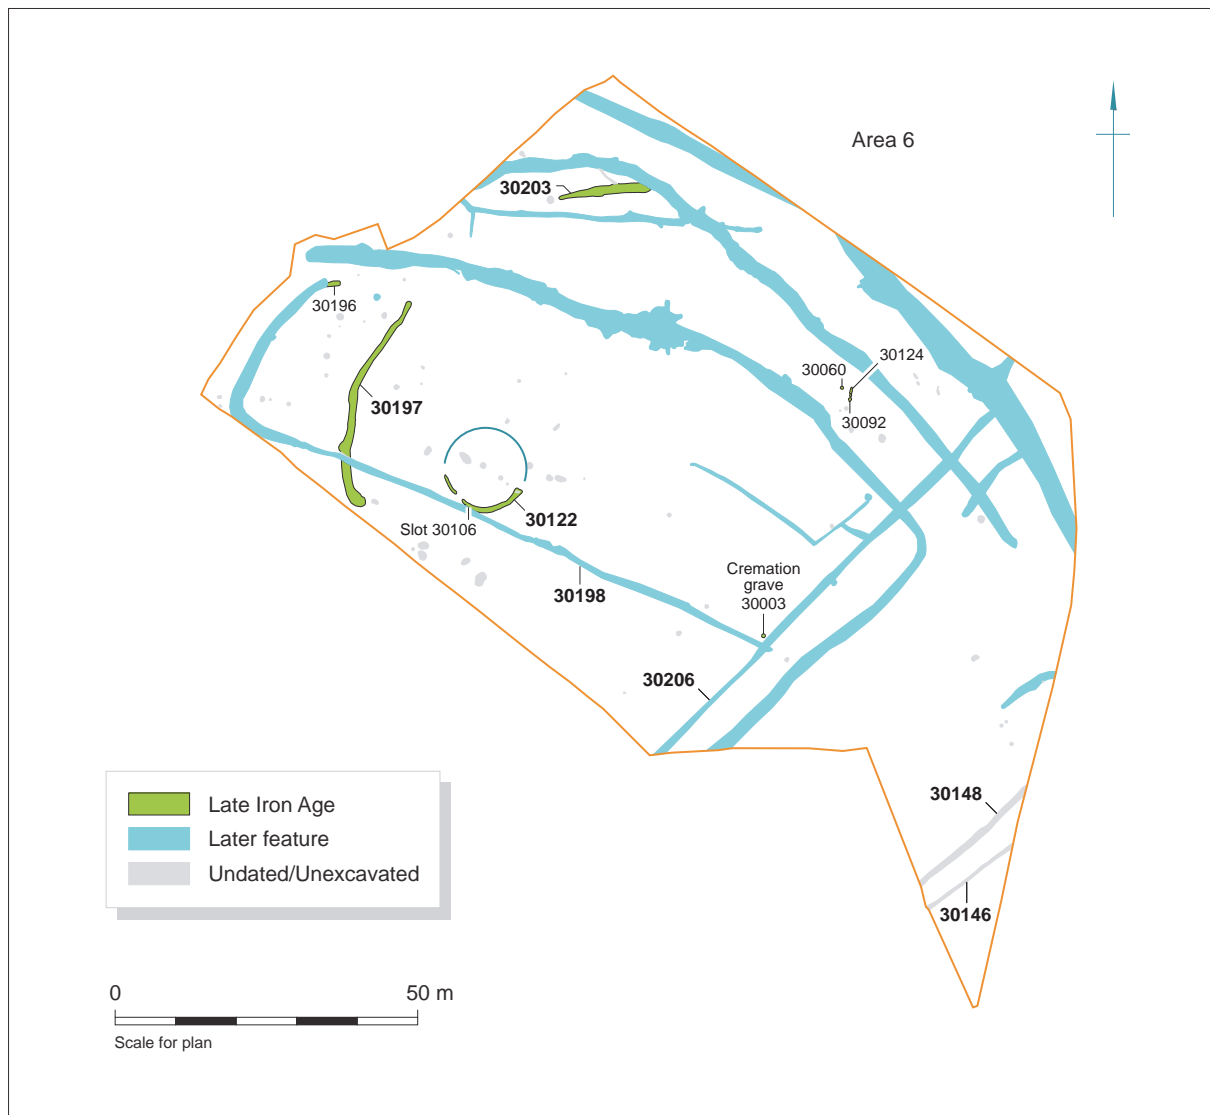 Area 6
30203
30196
30124
30060
30092
30197
30122
Slot 30106
Cremation
grave
30003
30198
30206
30148
30146
Late Iron Age
Later feature
Undated/Unexcavated
0 50 m
Scale for plan